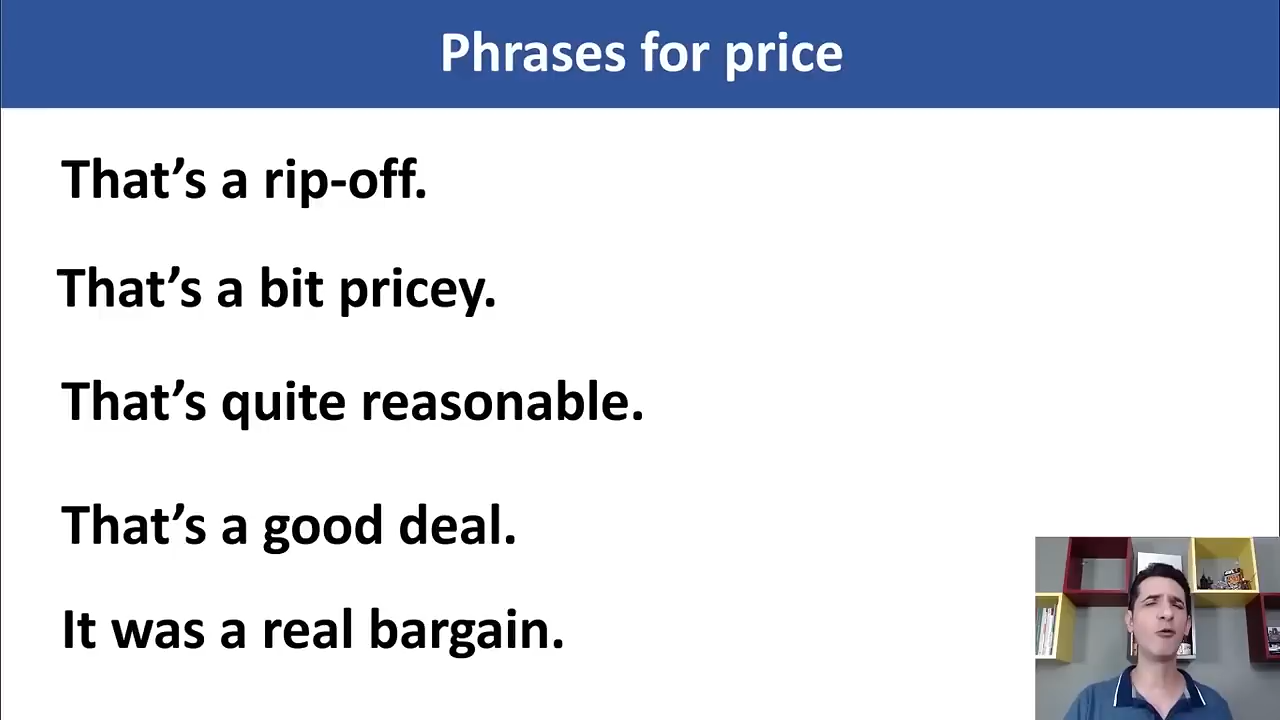 Phrases for price
That’s a rip-off.
That’s a bit pricey.
That’s quite reasonable.
That’s a good deal.
It was a real bargain.